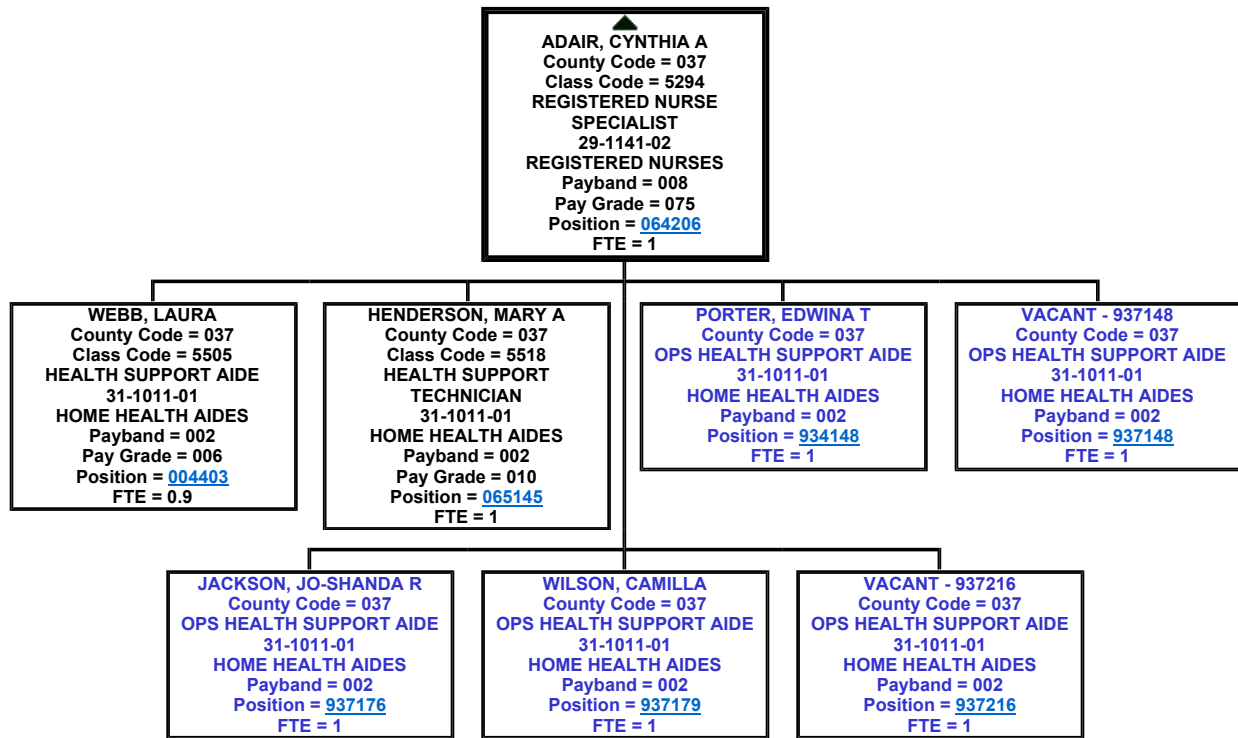 ADAIR, CYNTHIA A
County Code = 037
Class Code = 5294
REGISTERED NURSE
SPECIALIST
29-1141-02
REGISTERED NURSES
Payband = 008
Pay Grade = 075
Position = 064206
FTE = 1
WEBB, LAURA
County Code = 037
Class Code = 5505
HEALTH SUPPORT AIDE
31-1011-01
HOME HEALTH AIDES
Payband = 002
Pay Grade = 006
Position = 004403
FTE = 0.9
HENDERSON, MARY A
County Code = 037
Class Code = 5518
HEALTH SUPPORT
TECHNICIAN
31-1011-01
HOME HEALTH AIDES
Payband = 002
Pay Grade = 010
Position = 065145
FTE = 1
PORTER, EDWINA T
County Code = 037
OPS HEALTH SUPPORT AIDE
31-1011-01
HOME HEALTH AIDES
Payband = 002
Position = 934148
FTE = 1
VACANT - 937148
County Code = 037
OPS HEALTH SUPPORT AIDE
31-1011-01
HOME HEALTH AIDES
Payband = 002
Position = 937148
FTE = 1
JACKSON, JO-SHANDA R
County Code = 037
OPS HEALTH SUPPORT AIDE
31-1011-01
HOME HEALTH AIDES
Payband = 002
Position = 937176
FTE = 1
WILSON, CAMILLA
County Code = 037
OPS HEALTH SUPPORT AIDE
31-1011-01
HOME HEALTH AIDES
Payband = 002
Position = 937179
FTE = 1
VACANT - 937216
County Code = 037
OPS HEALTH SUPPORT AIDE
31-1011-01
HOME HEALTH AIDES
Payband = 002
Position = 937216
FTE = 1